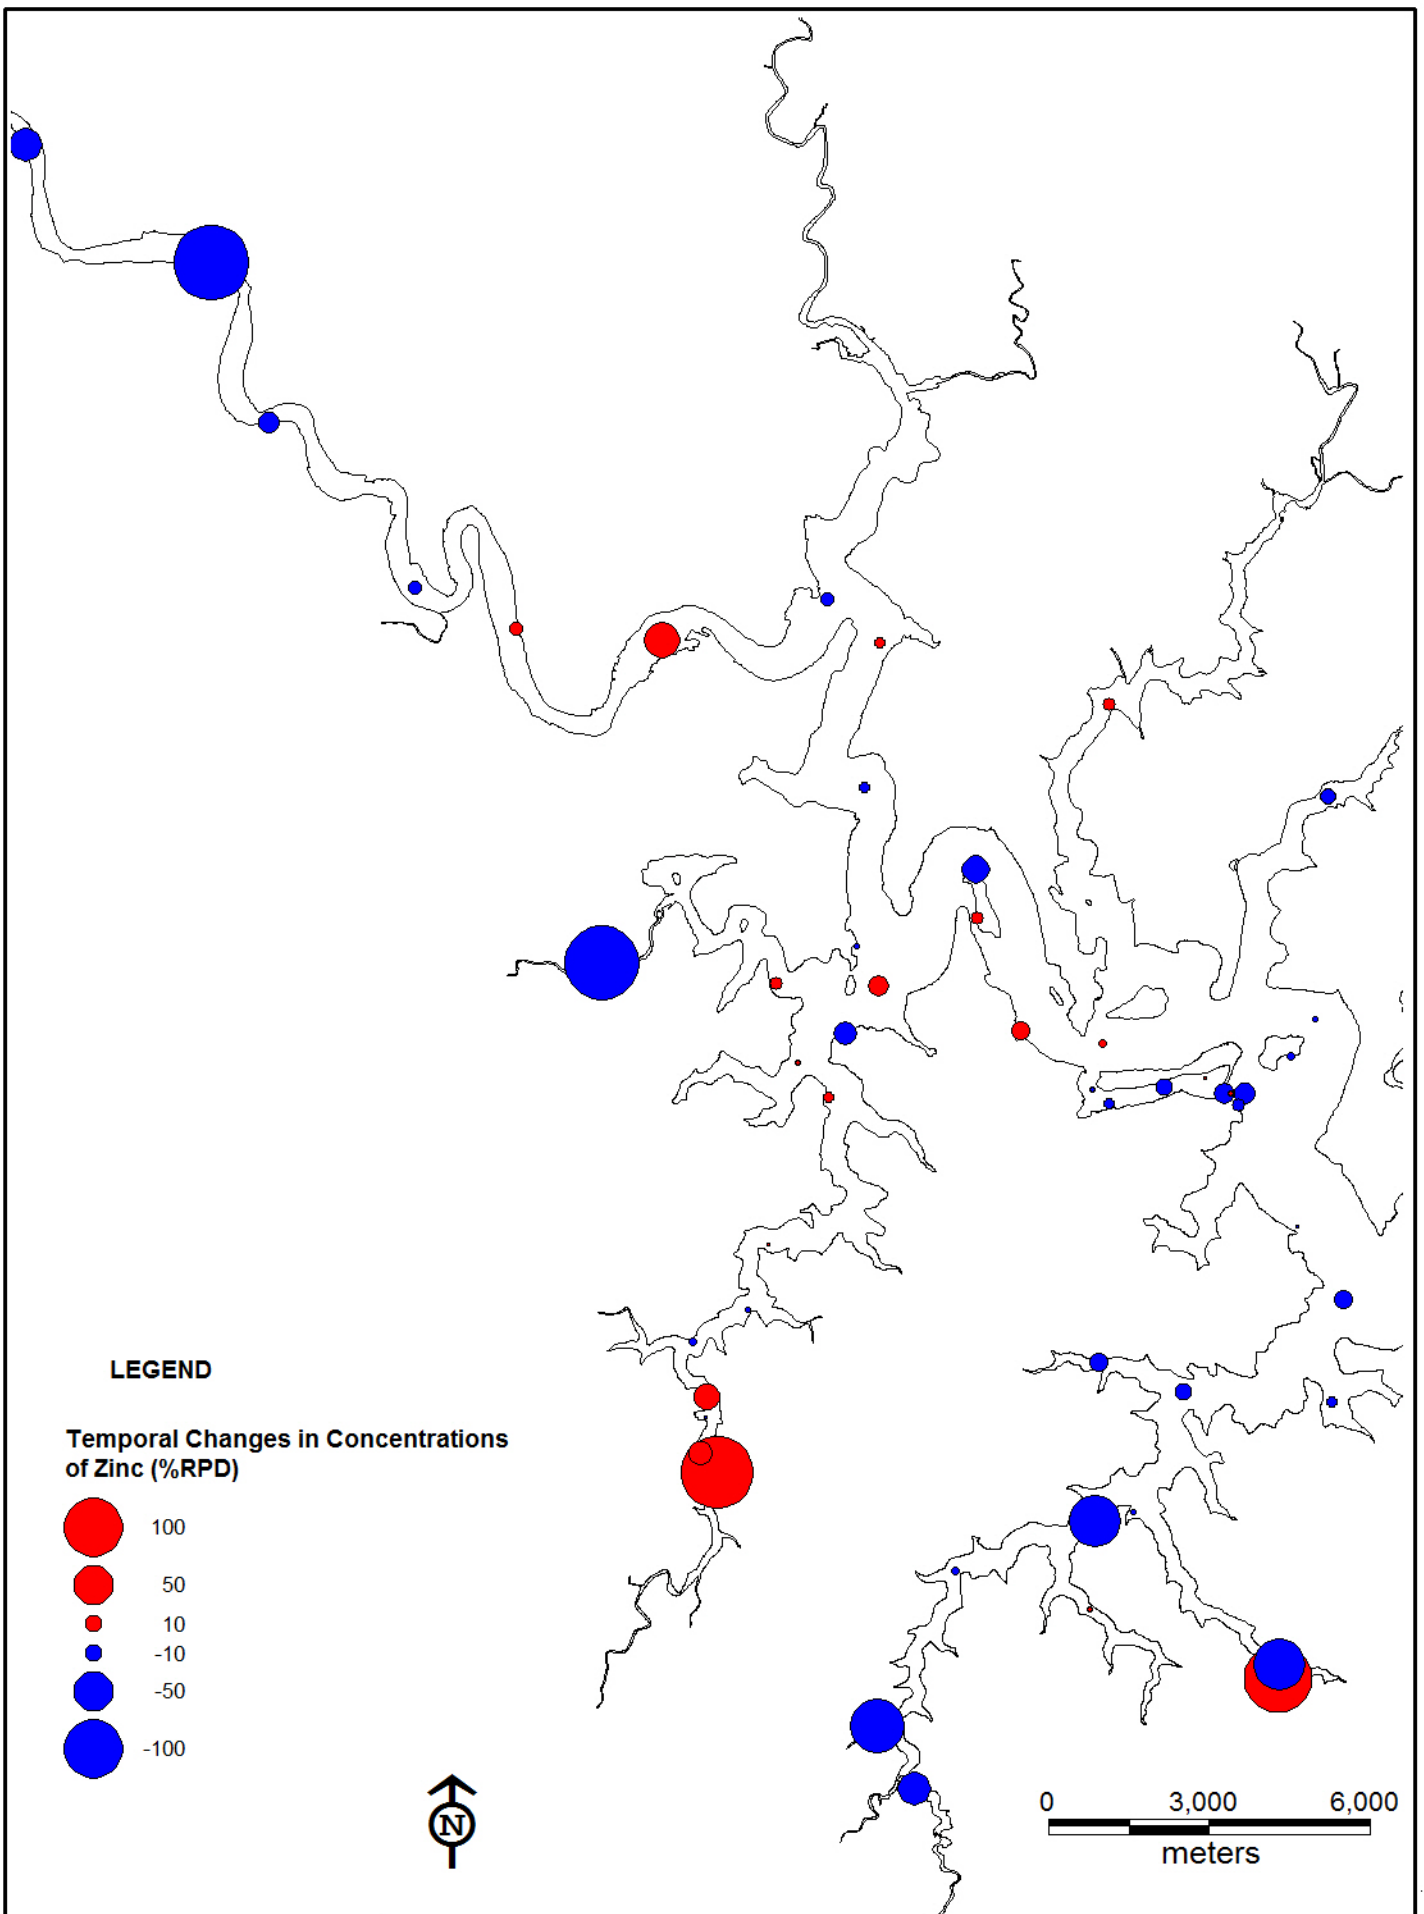 LEGEND
Temporal Changes in Concentrations
of Zinc (%RPD)
100
50
10
-10
-50
-100
N
0 3,000 6,000
meters